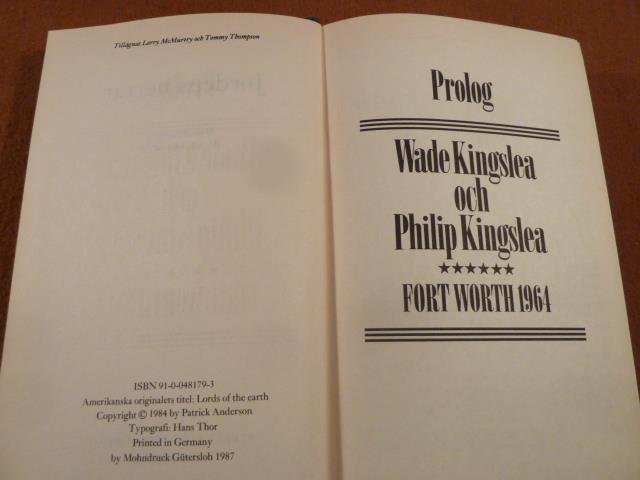 Tillägnat Larry McMurtry och Tommy Thompson
ISBN 91-0-048179-3
Amerikanska originalets titel: Lords of the earth
Copyright © 1984 by Patrick Anderson
Typografi: Hans Thor
Printed in Germany
by Mohndruck Gütersloh 1987
Prolog
Wade Kingslea
och
Philip Kingslea
★★★★★★
FORT WORTH 1964